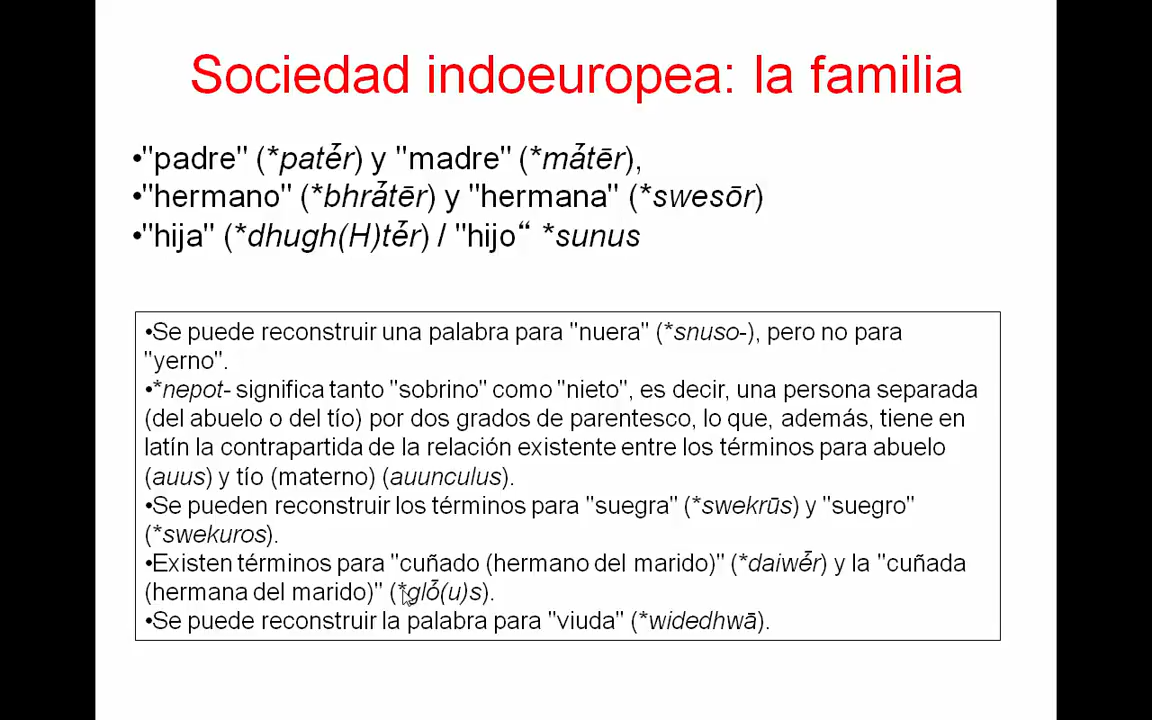 Sociedad indoeuropea: la familia
•"padre" (*patḗr) y "madre" (*mā́tēr),
•"hermano" (*bhrā́tēr) y "hermana" (*swesōr)
•"hija" (*dhugh(H)tḗr) / "hijo“ *sunus
•Se puede reconstruir una palabra para "nuera" (*snuso-), pero no para
"yerno".
•*nepot- significa tanto "sobrino" como "nieto", es decir, una persona separada
(del abuelo o del tío) por dos grados de parentesco, lo que, además, tiene en
latín la contrapartida de la relación existente entre los términos para abuelo
(auus) y tío (materno) (auunculus).
•Se pueden reconstruir los términos para "suegra" (*swekrūs) y "suegro"
(*swekuros).
•Existen términos para "cuñado (hermano del marido)" (*daiwḗr) y la "cuñada
(hermana del marido)" (*glṓ(u)s).
•Se puede reconstruir la palabra para "viuda" (*widedhwā).